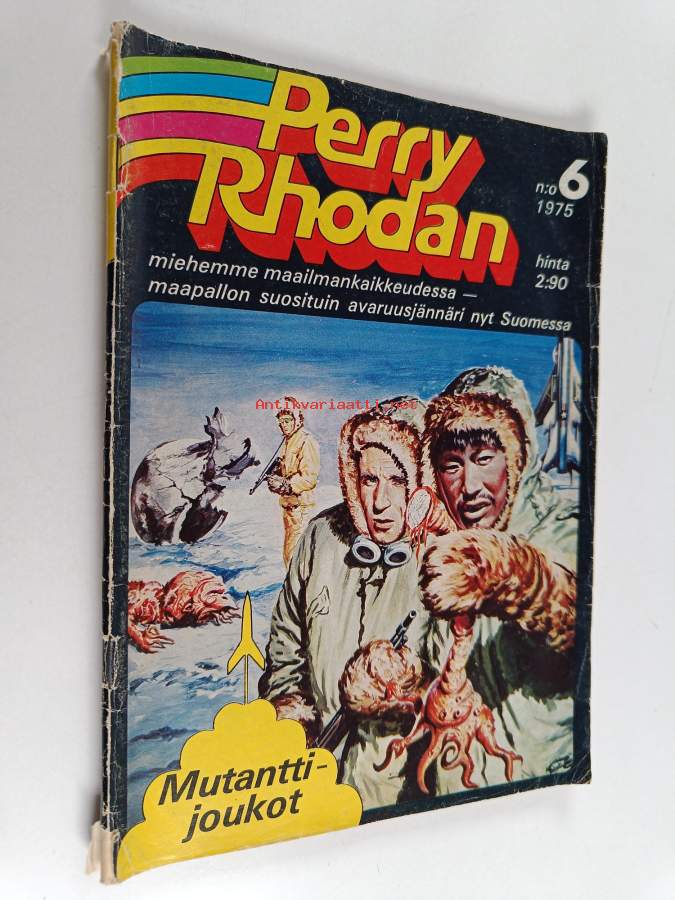 Perry
Rhodan
n:o 6
1975
hinta
2:90
miehemme maailmankaikkeudessa —
maapallon suosituin avaruusjännäri nyt Suomessa
Antikvariaatti.net
Mutantti-
joukot